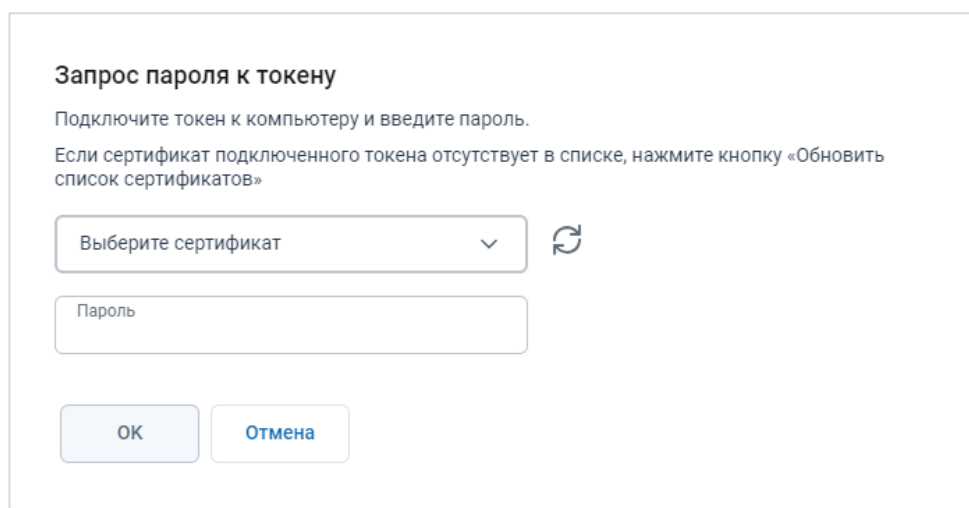 Запрос пароля к токену
Подключите токен к компьютеру и введите пароль.
Если сертификат подключенного токена отсутствует в списке, нажмите кнопку «Обновить
список сертификатов»
Выберите сертификат
Пароль
ОК Отмена